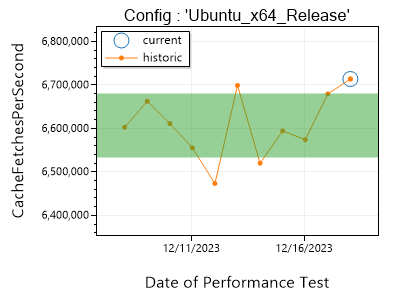 Config : 'Ubuntu_x64_Release'
current
historic
CacheFetchesPerSecond
6,800,000
6,700,000
6,600,000
6,500,000
6,400,000
12/11/2023
12/16/2023
Date of Performance Test